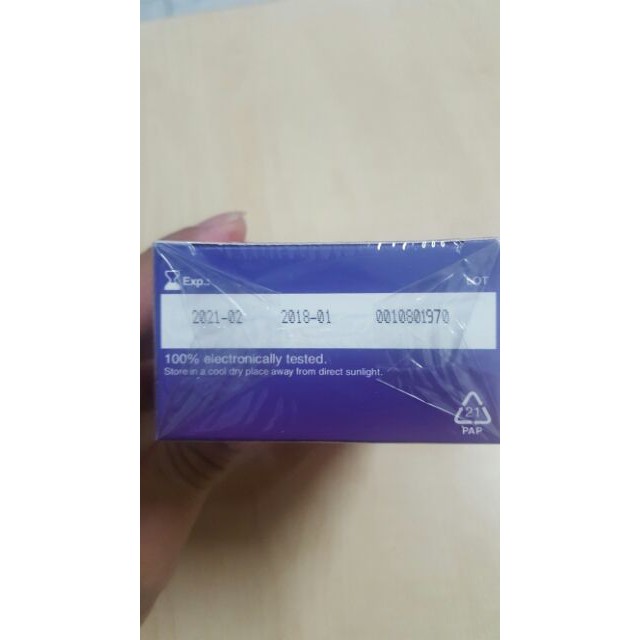 Exp.: LOT
2021-02 2018-01 0010801970
100% electronically tested.
Store in a cool dry place away from direct sunlight.
21
PAP